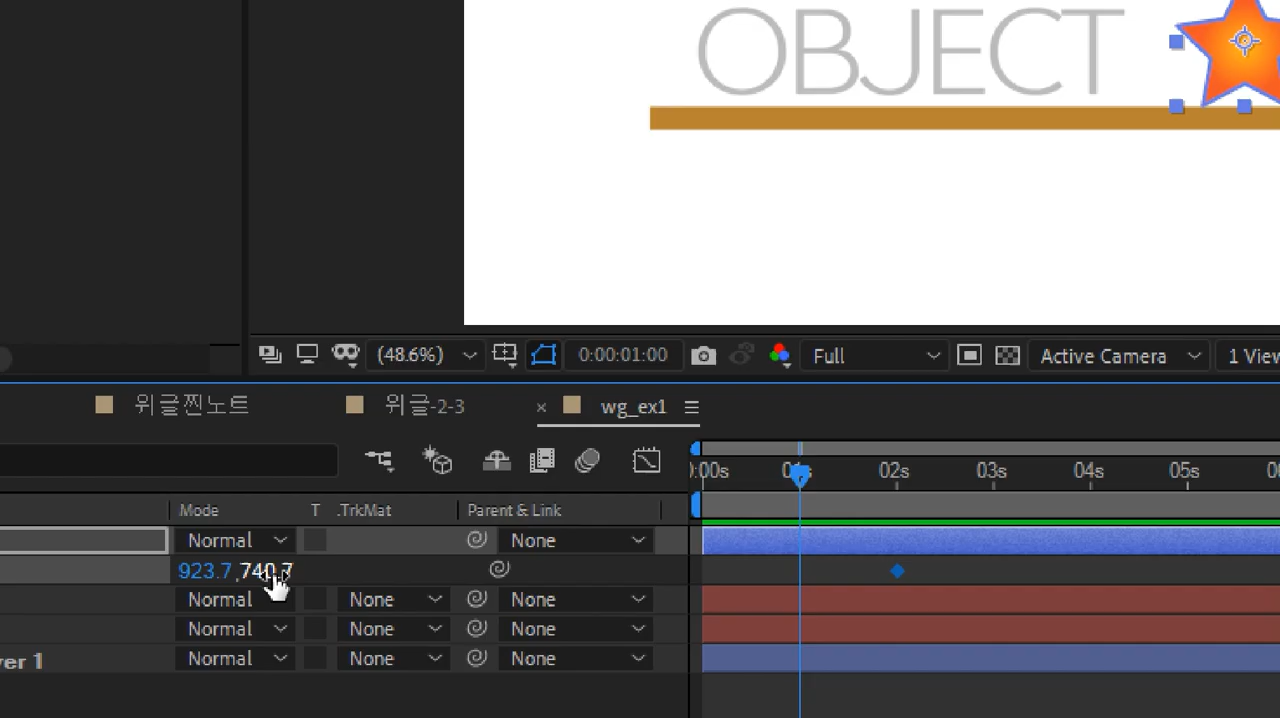 OBJECT
(48.6%) 0:00:01:00 Full Active Camera 1 View
위글찐노트 위글-2-3 × wg_ex1
:00s 02s 03s 04s 05s
Mode T .TrkMat Parent & Link
Normal None
923.7,740.7
Normal None None
Normal None None
yer 1 Normal None None